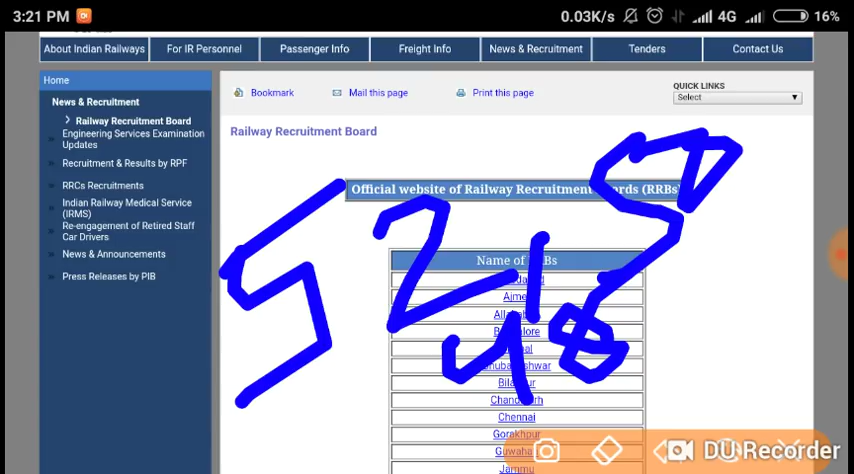 3:21 PM 0.03K/s 4G 16%
About Indian Railways For IR Personnel Passenger Info Freight Info News & Recruitment Tenders Contact Us
Home
News & Recruitment
Railway Recruitment Board
Engineering Services Examination
Updates
Recruitment & Results by RPF
RRCs Recruitments
Indian Railway Medical Service
(IRMS)
Re-engagement of Retired Staff
Car Drivers
News & Announcements
Press Releases by PIB
Bookmark Mail this page Print this page
QUICK LINKS
Select
Railway Recruitment Board
Official website of Railway Recruitment (RRBs)
Name of
Bilaspur
Chennai
Gorakhpur
Jammu
DU Recorder